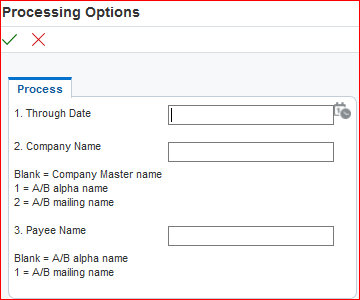 Processing Options
Process
1. Through Date
2. Company Name
Blank = Company Master name
1 = A/B alpha name
2 = A/B mailing name
3. Payee Name
Blank = A/B alpha name
1 = A/B mailing name